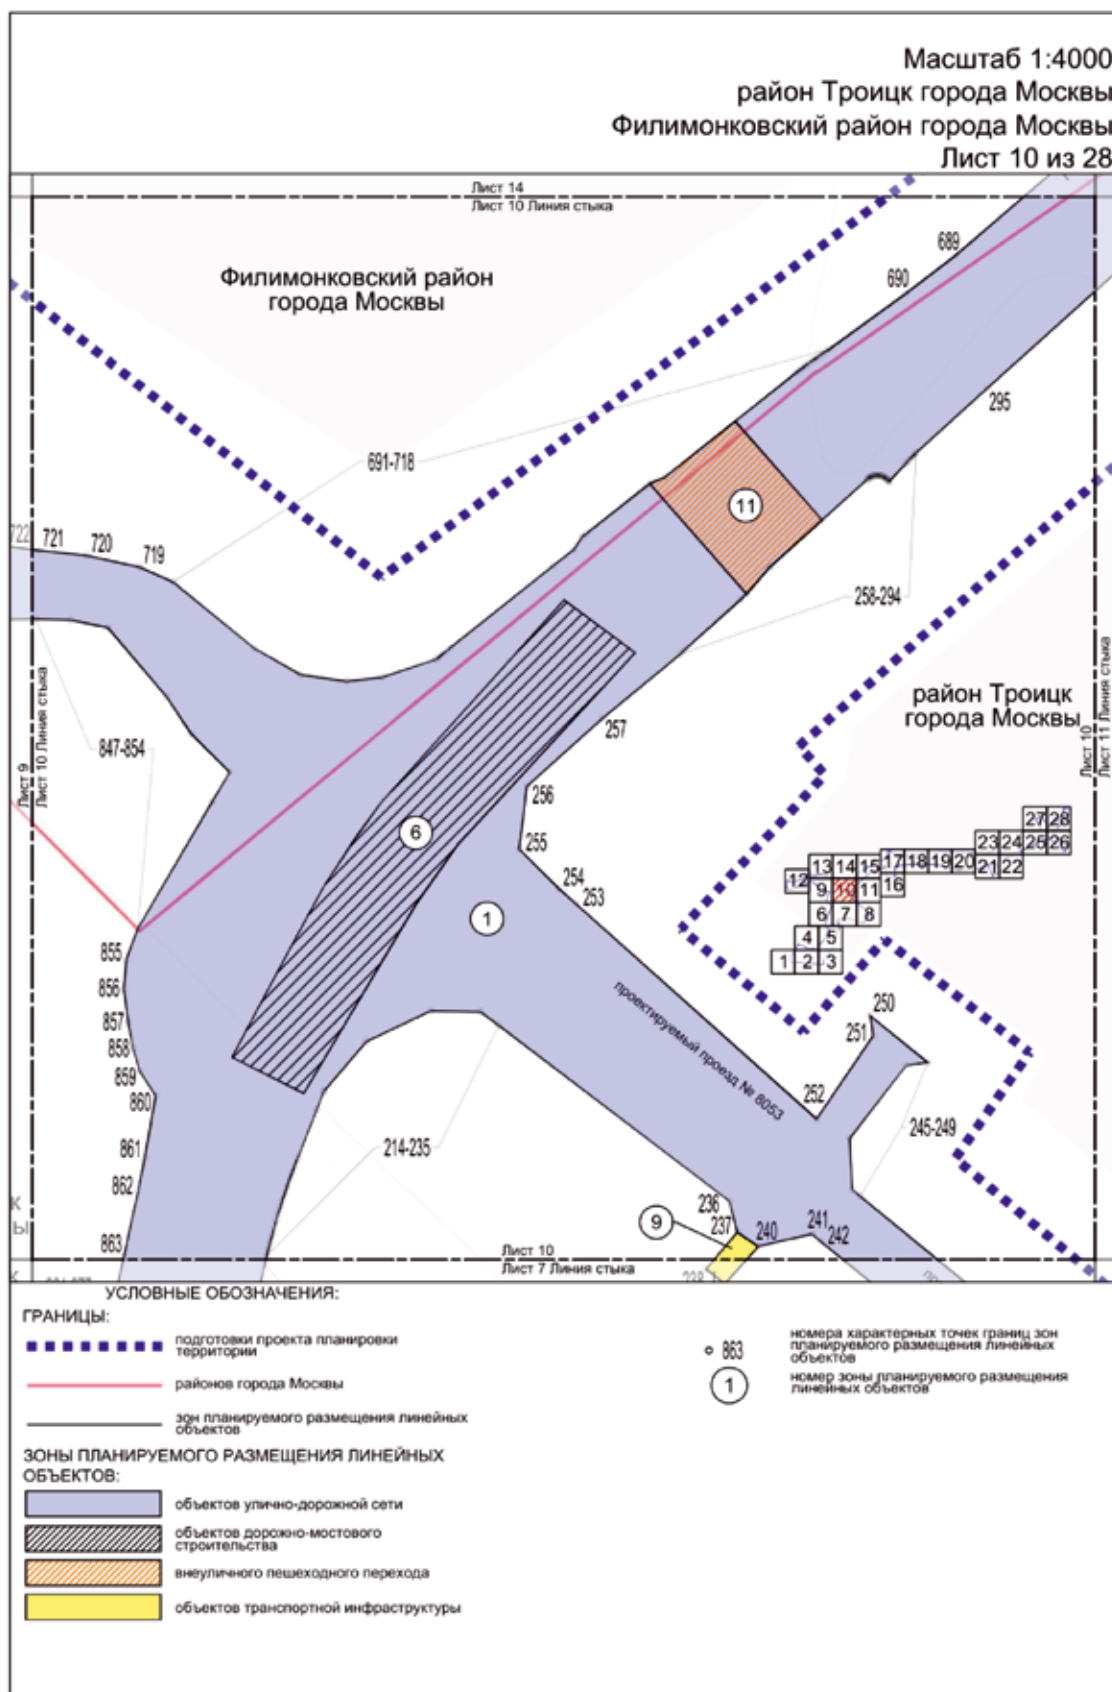 Масштаб 1:4000
район Троицк города Москвы
Филимонковский район города Москвы
Лист 10 из 28
Лист 14
Лист 10 Линия стыка
Филимонковский район
города Москвы
689
690
295
691-718
11
722
721
720
719
258-294
район Троицк
города Москвы
Лист 9
Лист 10 Линия стыка
Лист 10
Лист 11 Линия стыка
847-854
257
256
255
254
253
6
1
27 28
23 24 25 26
13 14 15 17 18 19 20 21 22
12 9 10 11 16
6 7 8
4 5
1 2 3
855
856
857
858
859
860
861
862
863
проектируемый проезд № 8053
250
251
252
245-249
214-235
236
237
9
240
241
242
К
Ы
Лист 10
Лист 7 Линия стыка
УСЛОВНЫЕ ОБОЗНАЧЕНИЯ:
ГРАНИЦЫ:
подготовки проекта планировки
территории
районов города Москвы
зон планируемого размещения линейных
объектов
863
номера характерных точек границ зон
планируемого размещения линейных
объектов
1
номер зоны планируемого размещения
линейных объектов
ЗОНЫ ПЛАНИРУЕМОГО РАЗМЕЩЕНИЯ ЛИНЕЙНЫХ
ОБЪЕКТОВ:
объектов улично-дорожной сети
объектов дорожно-мостового
строительства
внеуличного пешеходного перехода
объектов транспортной инфраструктуры